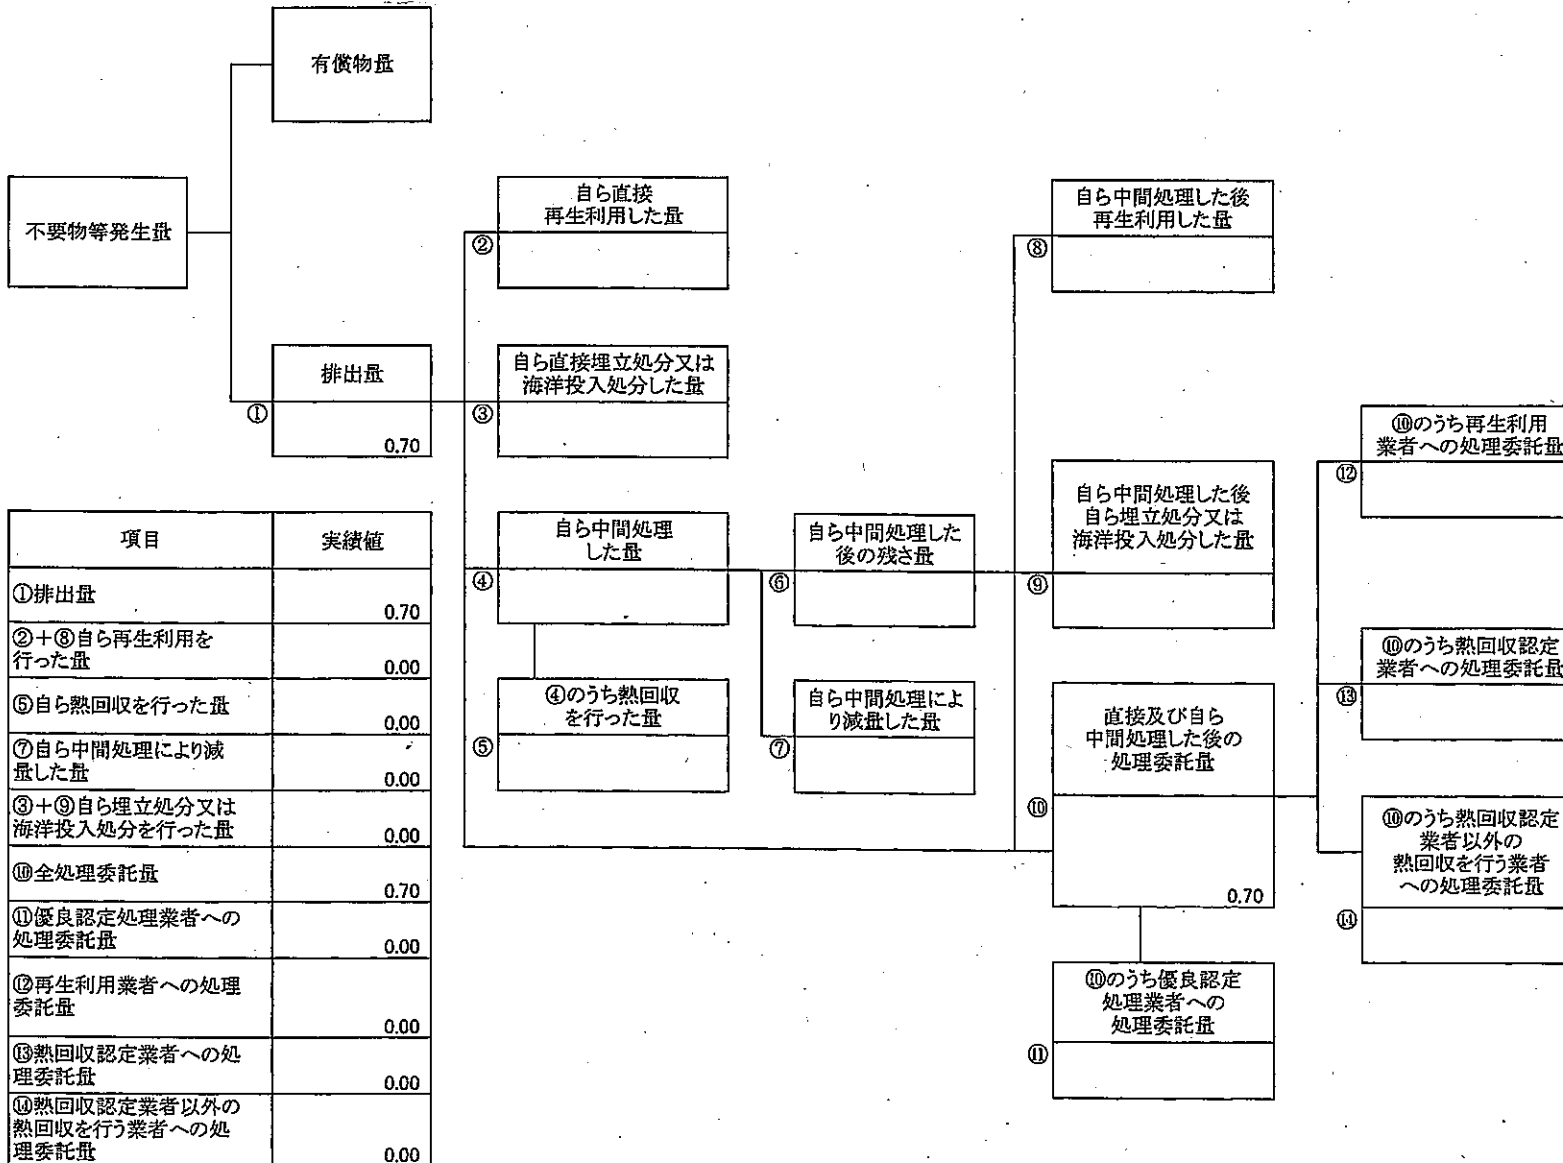 有償物量
不要物等発生量
自ら直接
再生利用した量
②
自ら中間処理した後
再生利用した量
⑧
排出量
①
0.70
自ら直接埋立処分又は
海洋投入処分した量
③
⑩のうち再生利用
業者への処理委託量
⑫
自ら中間処理
した量
④
自ら中間処理した
後の残さ量
⑥
自ら中間処理した後
自ら埋立処分又は
海洋投入処分した量
⑨
⑩のうち熱回収認定
業者への処理委託量
⑬
④のうち熱回収
を行った量
⑤
自ら中間処理によ
り減量した量
⑦
直接及び自ら
中間処理した後の
処理委託量
⑩
0.70
⑩のうち熱回収認定
業者以外の
熱回収を行う業者
への処理委託量
⑭
⑩のうち優良認定
処理業者への
処理委託量
⑪
項目 実績値
①排出量
0.70
②+⑧自ら再生利用を
行った量
0.00
⑤自ら熱回収を行った量
0.00
⑦自ら中間処理により減
量した量
0.00
③+⑨自ら埋立処分又は
海洋投入処分を行った量
0.00
⑩全処理委託量
0.70
⑪優良認定処理業者への
処理委託量
0.00
⑫再生利用業者への処理
委託量
0.00
⑬熱回収認定業者への処
理委託量
0.00
⑭熱回収認定業者以外の
熱回収を行う業者への処
理委託量
0.00